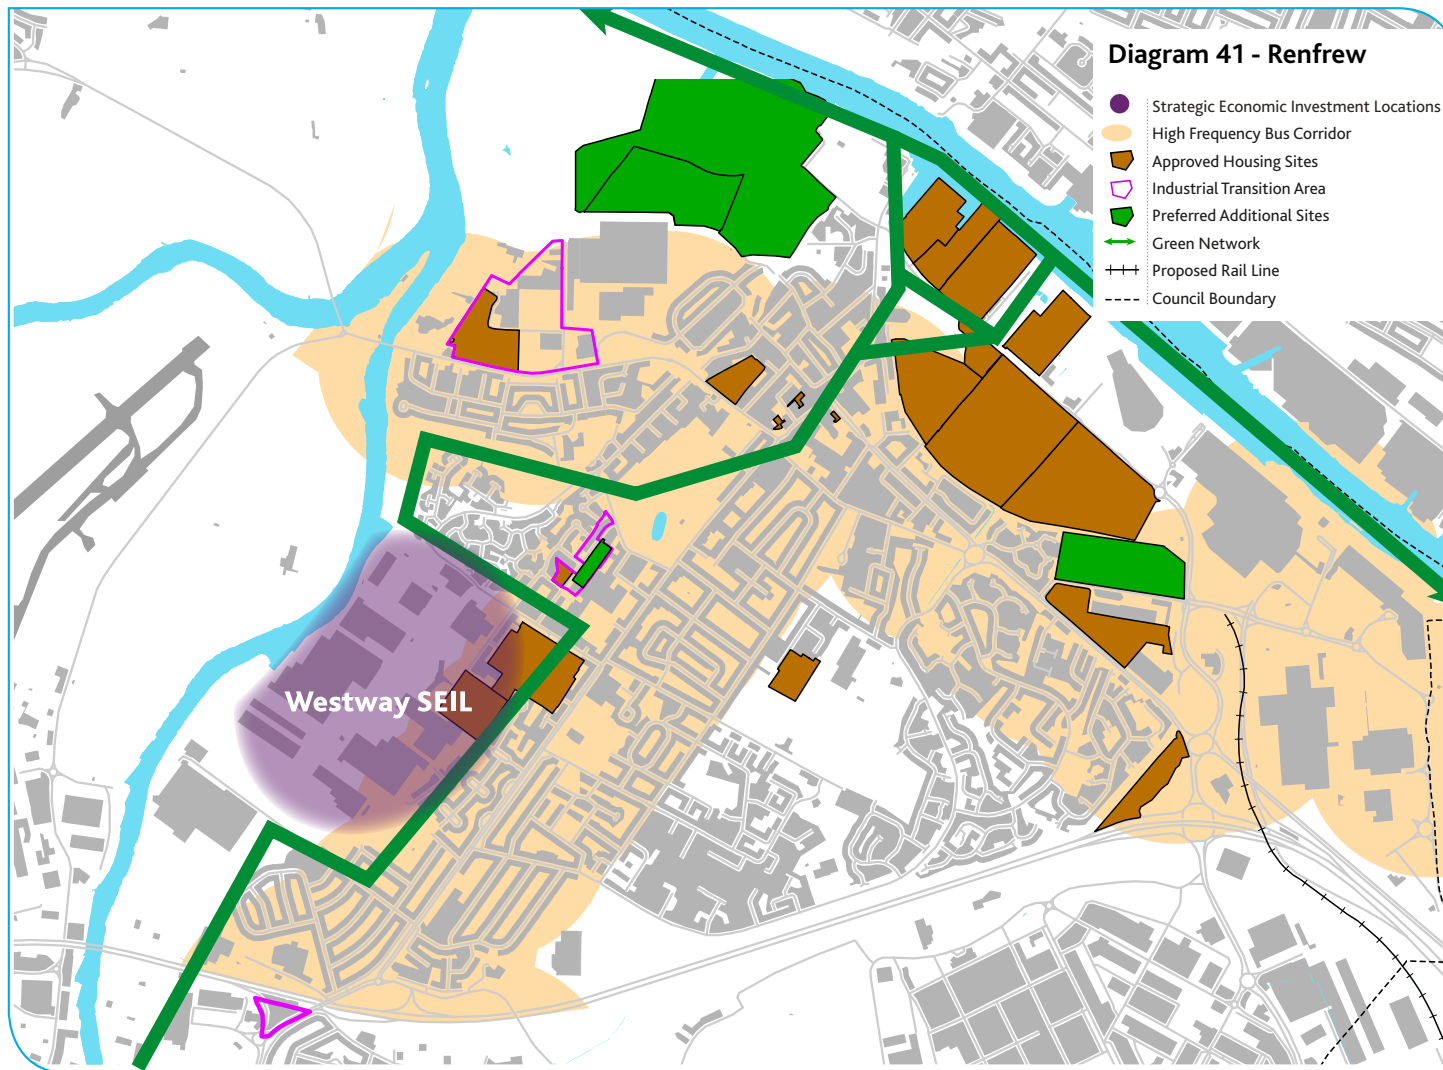 Diagram 41 - Renfrew
Strategic Economic Investment Locations
High Frequency Bus Corridor
Approved Housing Sites
Industrial Transition Area
Preferred Additional Sites
Green Network
Proposed Rail Line
Council Boundary
Westway SEIL